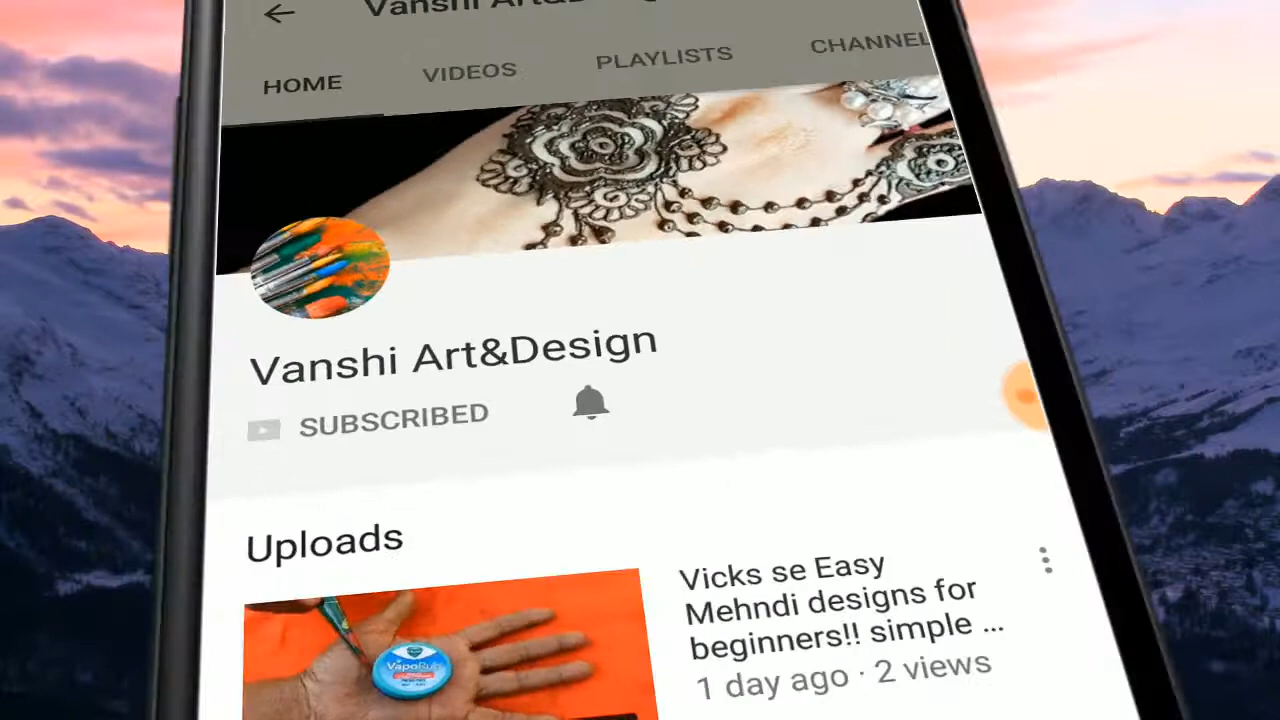 Vanshi Art&D
HOME VIDEOS PLAYLISTS CHANNEL
Vanshi Art&Design
SUBSCRIBED
Uploads
Vicks se Easy
Mehndi designs for
beginners!! simple ...
1 day ago · 2 views
VapoRub